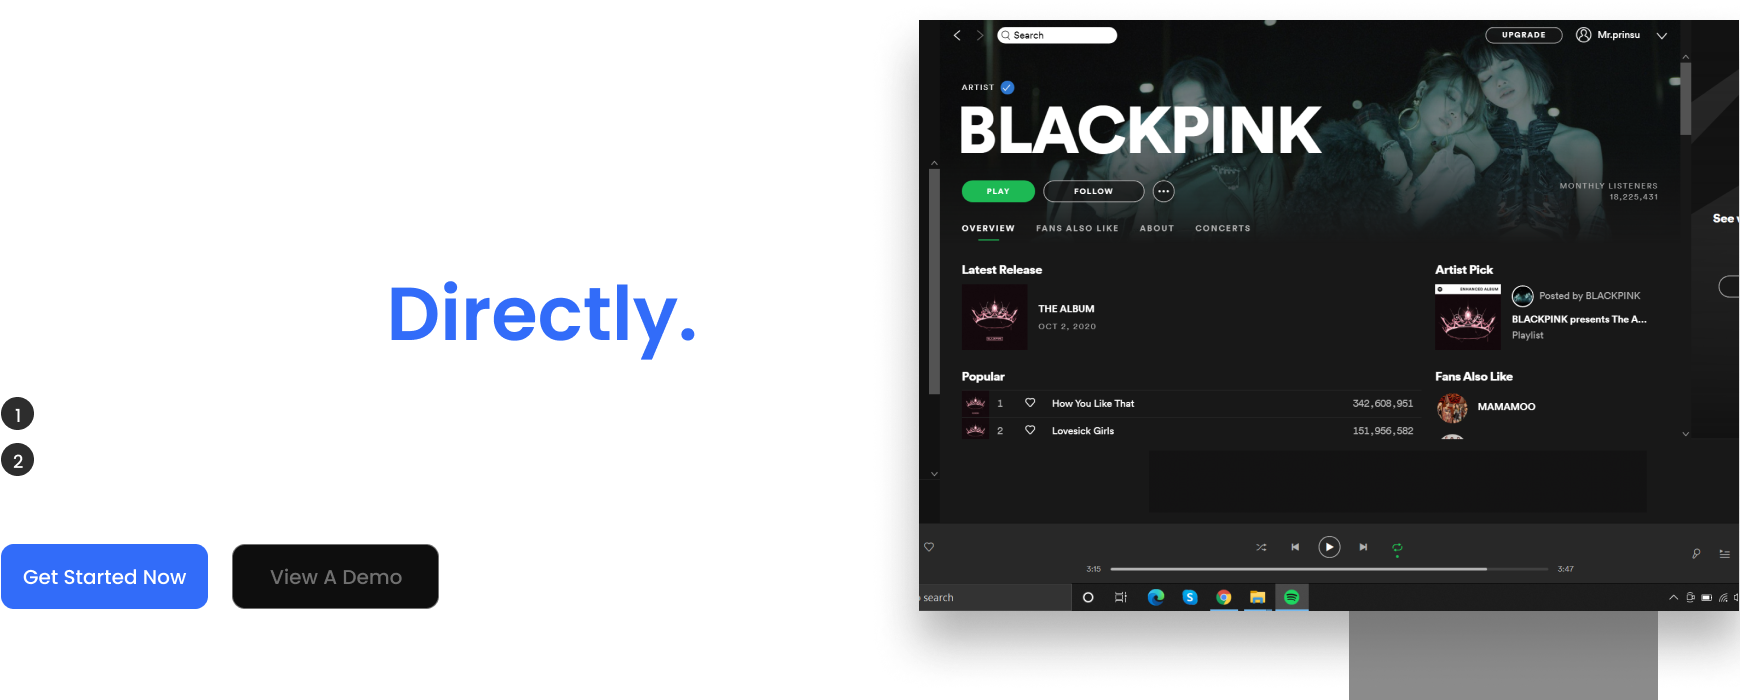 Directly.
1
2
Get Started Now
View A Demo
Search
UPGRADE
Mr.prinsu
ARTIST
BLACKPINK
PLAY
FOLLOW
MONTHLY LISTENERS
18,225,431
OVERVIEW
FANS ALSO LIKE
ABOUT
CONCERTS
See
Latest Release
THE ALBUM
OCT 2, 2020
Artist Pick
ENHANCED ALBUM
Posted by BLACKPINK
BLACKPINK presents The A...
Playlist
Popular
1 How You Like That 342,608,951
2 Lovesick Girls 151,956,582
Fans Also Like
MAMAMOO
3:15
3:47
search